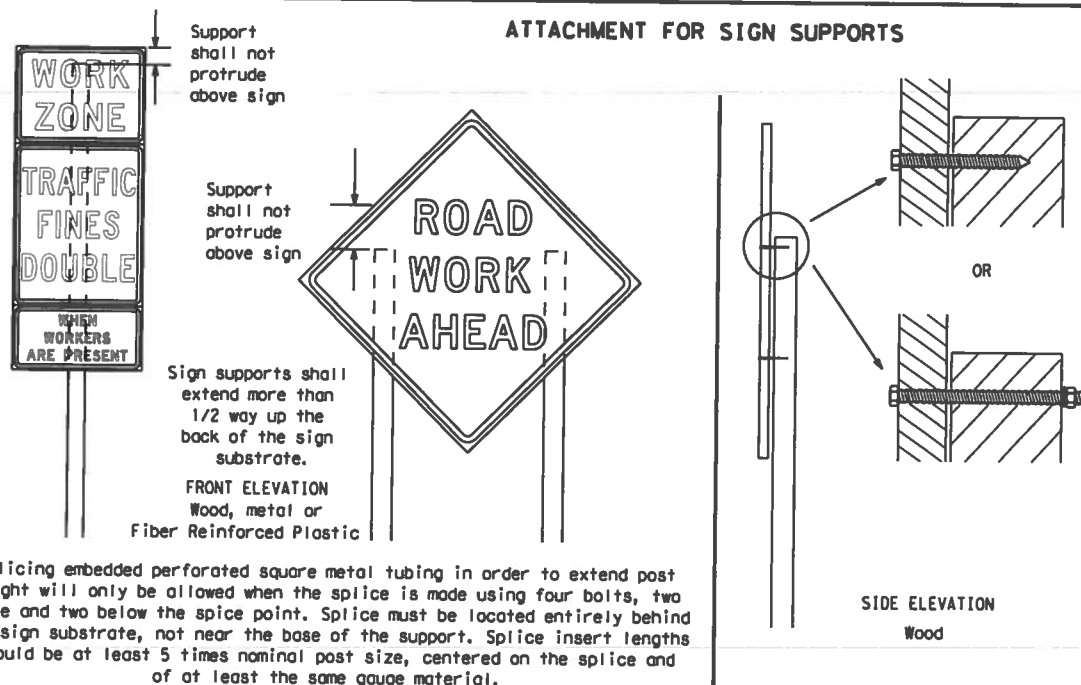 ATTACHMENT FOR SIGN SUPPORTS
Support
shall not
protrude
above sign
WORK
ZONE
TRAFFIC
FINES
DOUBLE
WHEN
WORKERS
ARE PRESENT
Support
shall not
protrude
above sign
ROAD
WORK
AHEAD
Sign supports shall
extend more than
1/2 way up the
back of the sign
substrate.
FRONT ELEVATION
Wood, metal or
Fiber Reinforced Plastic
OR
SIDE ELEVATION
Wood
licing embedded perforated square metal tubing in order to extend post
ght will only be allowed when the splice is made using four bolts, two
e and two below the spice point. Splice must be located entirely behind
sign substrate, not near the base of the support. Splice insert lengths
ould be at least 5 times nominal post size, centered on the splice and
of at least the same gauge material.